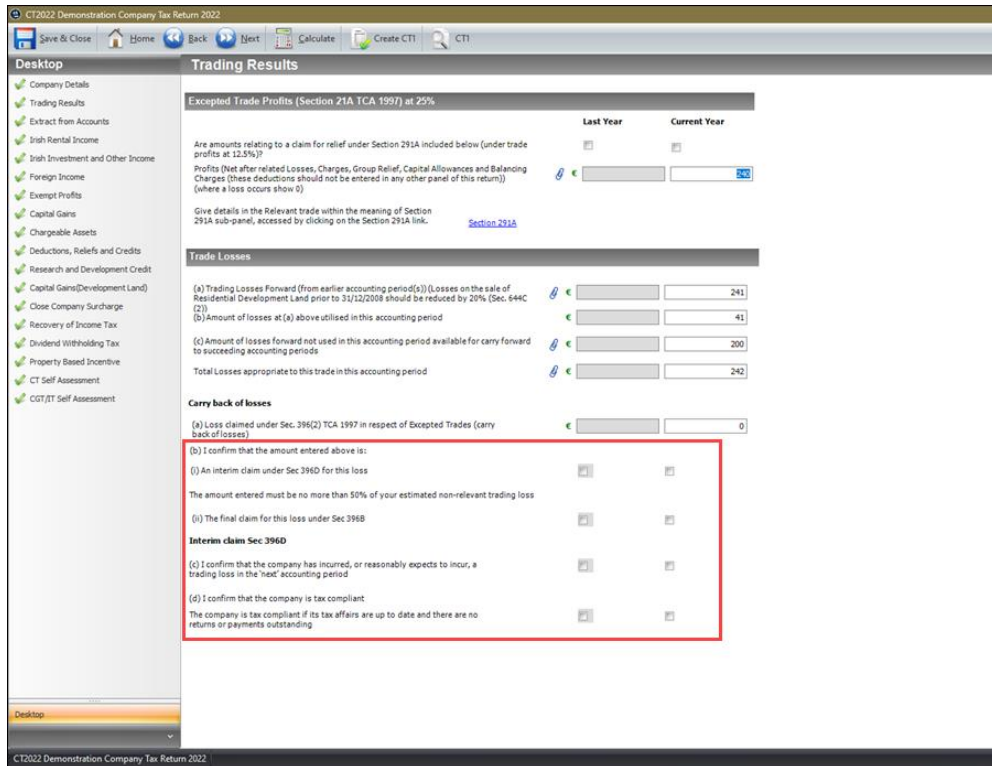 CT2022 Demonstration Company Tax Return 2022
Save & Close Home Back Next Calculate Create CT1 CT1
Desktop
Trading Results
Company Details
Trading Results
Extract from Accounts
Irish Rental Income
Irish Investment and Other Income
Foreign Income
Exempt Profits
Capital Gains
Chargeable Assets
Deductions, Reliefs and Credits
Research and Development Credit
Capital Gains(Development Land)
Close Company Surcharge
Recovery of Income Tax
Dividend Withholding Tax
Property Based Incentive
CT Self Assessment
CGT/IT Self Assessment
Excepted Trade Profits (Section 21A TCA 1997) at 25%
Last Year Current Year
Are amounts relating to a claim for relief under Section 291A included below (under trade
profits at 12.5%)?
Profits (Net after related Losses, Charges, Group Relief, Capital Allowances and Balancing
Charges (these deductions should not be entered in any other panel of this return))
(where a loss occurs show 0)
€ 240
Give details in the Relevant trade within the meaning of Section
291A sub-panel, accessed by clicking on the Section 291A link.
Section 291A
Trade Losses
(a) Trading Losses Forward (from earlier accounting period(s)) (Losses on the sale of
Residential Development Land prior to 31/12/2008 should be reduced by 20% (Sec. 644C
(2))
€ 241
(b) Amount of losses at (a) above utilised in this accounting period € 41
(c) Amount of losses forward not used in this accounting period available for carry forward
to succeeding accounting periods
€ 200
Total Losses appropriate to this trade in this accounting period € 242
Carry back of losses
(a) Loss claimed under Sec. 396(2) TCA 1997 in respect of Excepted Trades (carry
back of losses)
€ 0
(b) I confirm that the amount entered above is:
(i) An interim claim under Sec 396D for this loss
The amount entered must be no more than 50% of your estimated non-relevant trading loss
(ii) The final claim for this loss under Sec 396B
Interim claim Sec 396D
(c) I confirm that the company has incurred, or reasonably expects to incur, a
trading loss in the 'next' accounting period
(d) I confirm that the company is tax compliant
The company is tax compliant if its tax affairs are up to date and there are no
returns or payments outstanding
Desktop
CT2022 Demonstration Company Tax Return 2022